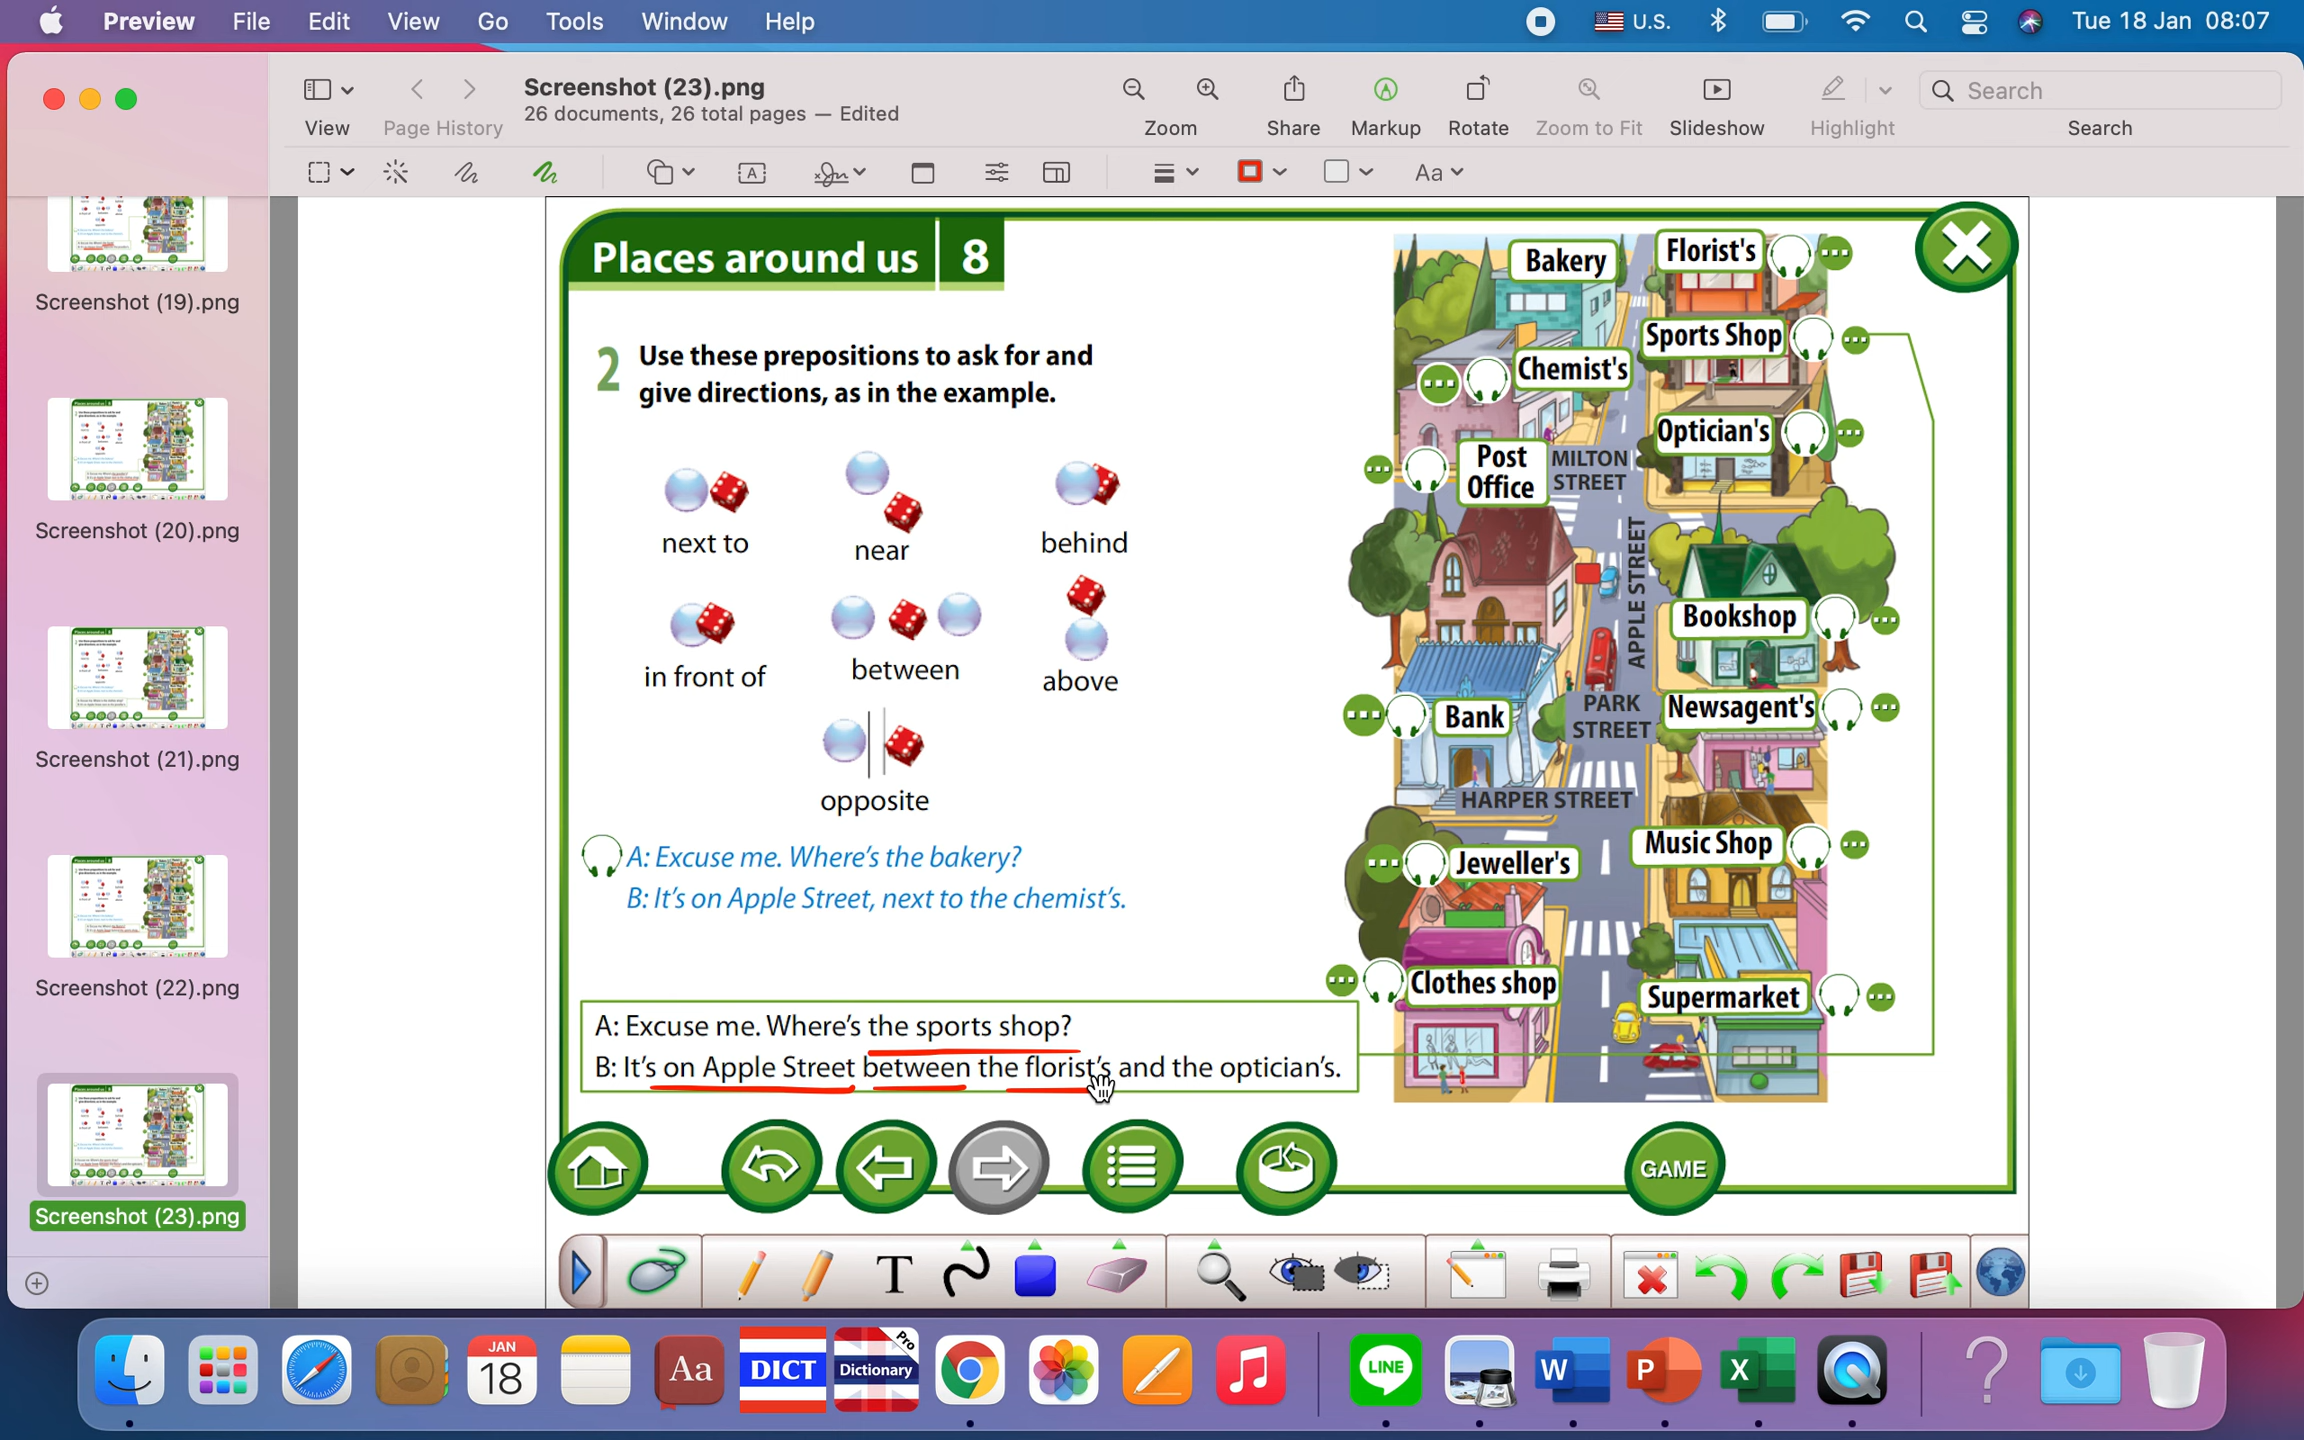 Preview File Edit View Go Tools Window Help U.S. Tue 18 Jan 08:07
Screenshot (23).png
26 documents, 26 total pages — Edited
View Page History Zoom Share Markup Rotate Zoom to Fit Slideshow Highlight Search
Search
A Aa
Screenshot (19).png
Screenshot (20).png
Screenshot (21).png
Screenshot (22).png
Screenshot (23).png
Places around us 8
2 Use these prepositions to ask for and
give directions, as in the example.
next to
near
behind
in front of
between
above
opposite
A: Excuse me. Where's the bakery?
B: It's on Apple Street, next to the chemist's.
A: Excuse me. Where's the sports shop?
B: It's on Apple Street between the florist's and the optician's.
Bakery
Florist's
Sports Shop
Chemist's
Optician's
Post
Office
MILTON
STREET
APPLE STREET
Bookshop
Bank
PARK
STREET
Newsagent's
HARPER STREET
Jeweller's
Music Shop
Clothes shop
Supermarket
GAME
T
JAN
18
Aa
DICT
Pro
Dictionary
LINE
W
P
X
?